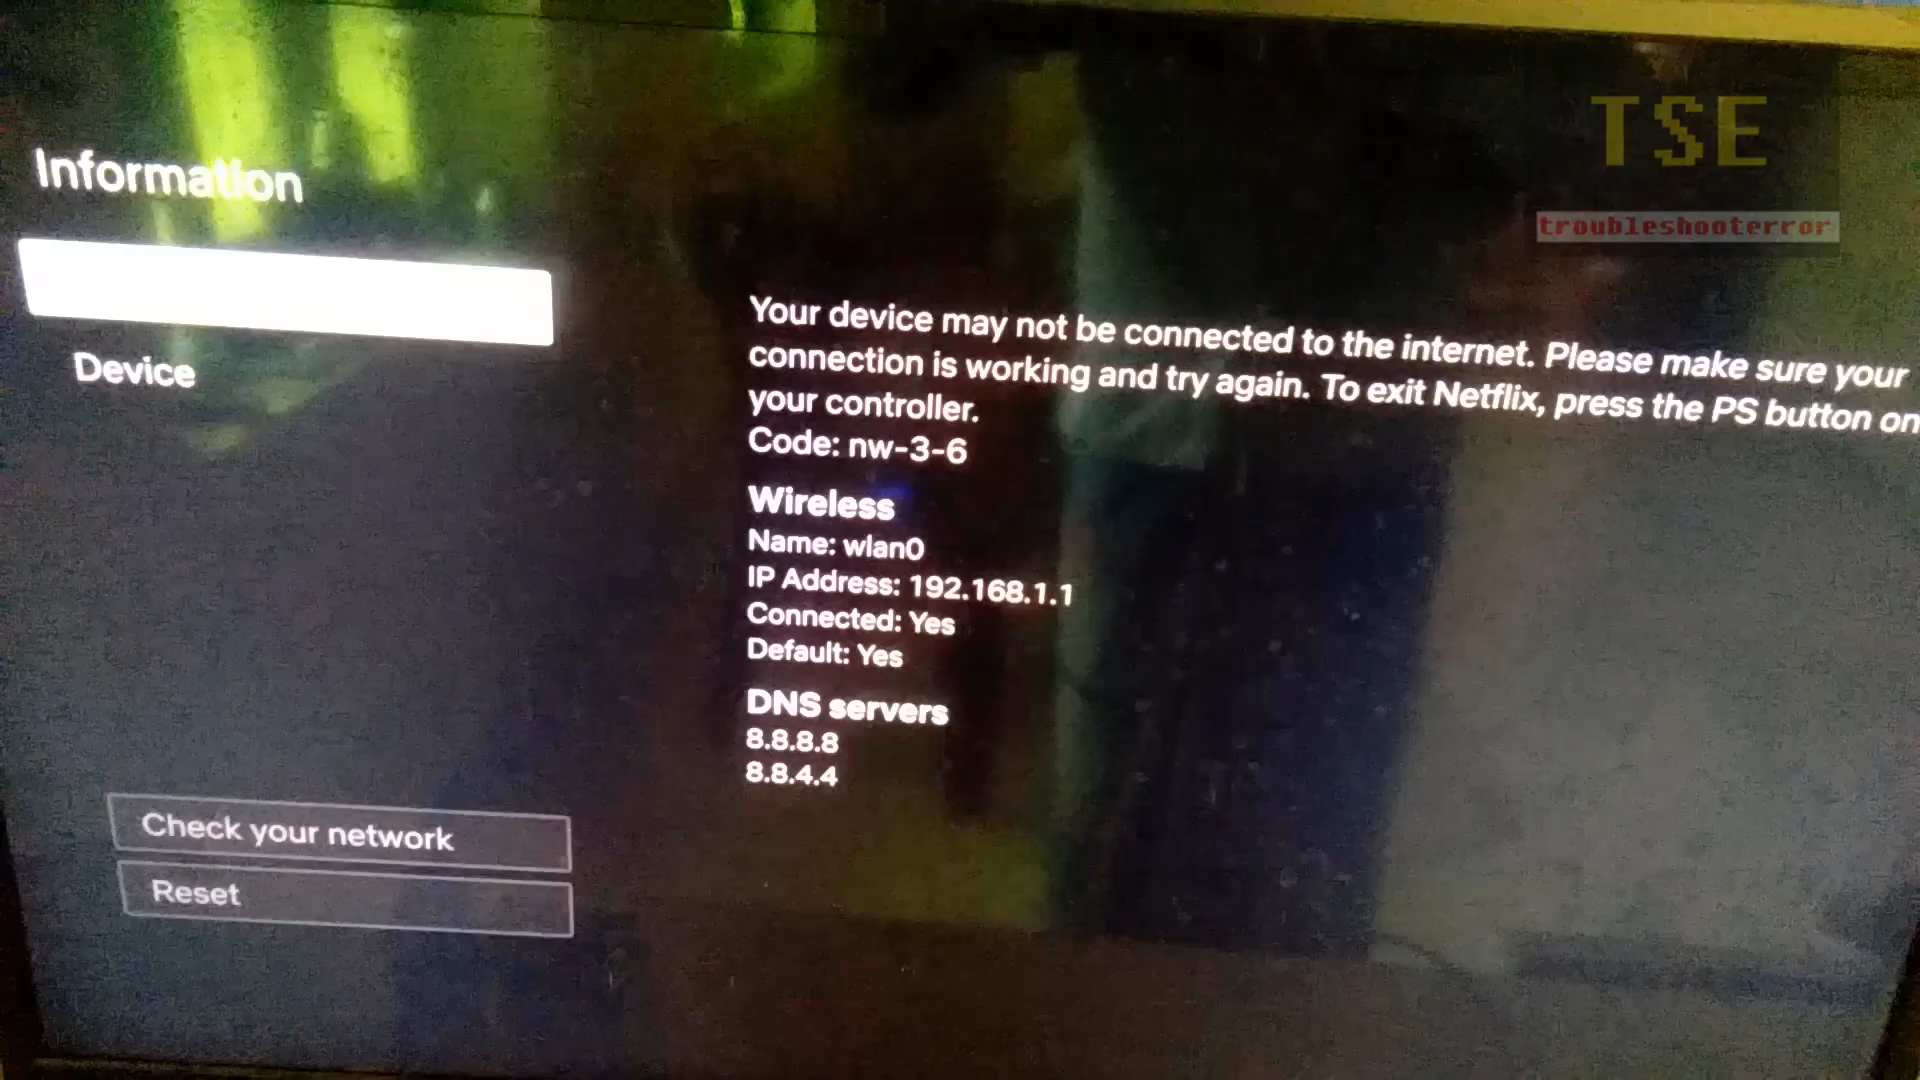 TSE
troubleshooterror
Information
Device
Your device may not be connected to the internet. Please make sure your
connection is working and try again. To exit Netflix, press the PS button on
your controller.
Code: nw-3-6
Wireless
Name: wlan0
IP Address: 192.168.1.1
Connected: Yes
Default: Yes
DNS servers
8.8.8.8
8.8.4.4
Check your network
Reset